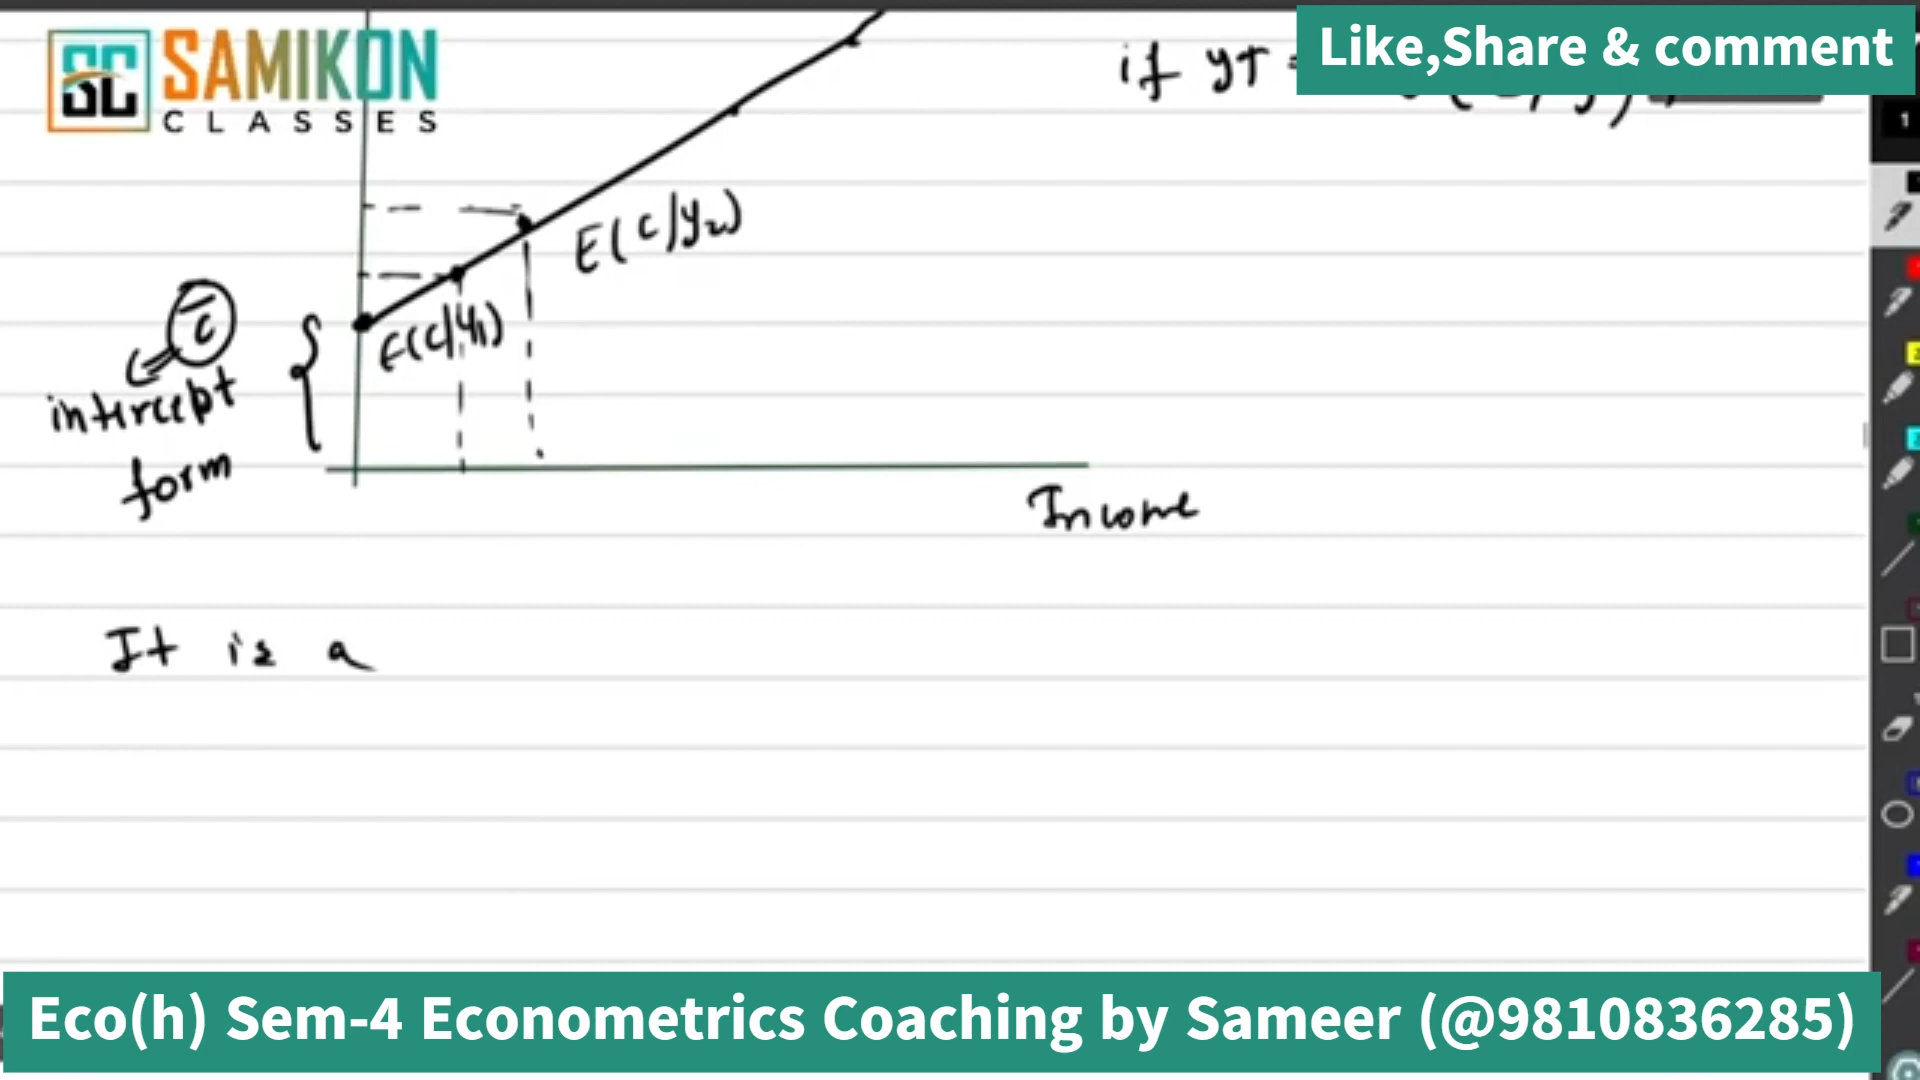 SC SAMIKON
CLASSES
Like,Share & comment
if y↑
E(C/y₂)
E(C/y₁)
c̄
intercept
form
Income
It is a
Eco(h) Sem-4 Econometrics Coaching by Sameer (@9810836285)